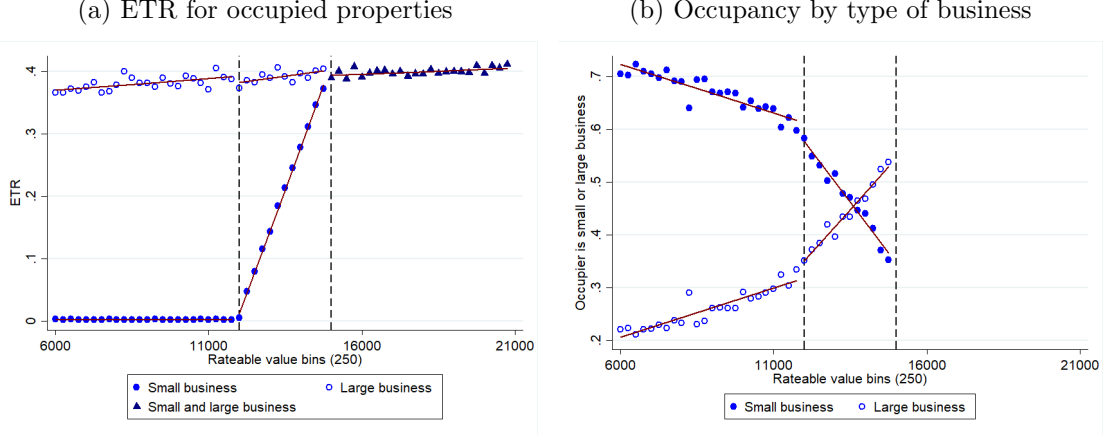 (a) ETR for occupied properties
ETR
.4
.3
.2
.1
0
6000 11000 16000 21000
Rateable value bins (250)
Small business Large business
Small and large business
(b) Occupancy by type of business
Occupier is small or large business
.7
.6
.5
.4
.3
.2
6000 11000 16000 21000
Rateable value bins (250)
Small business Large business